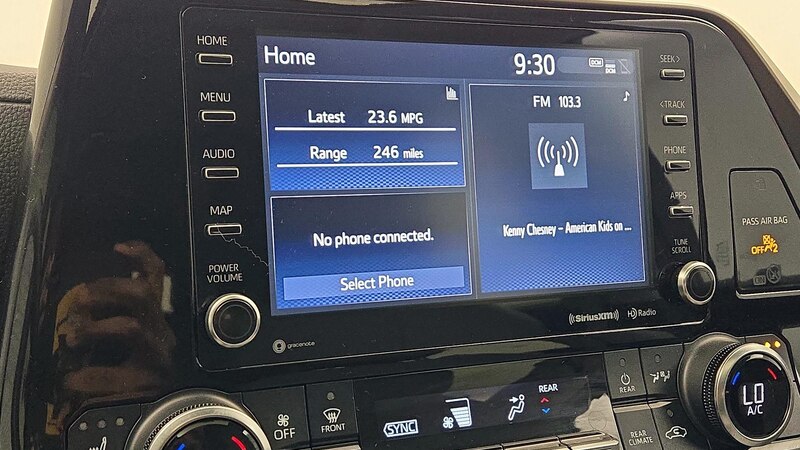 HOME
MENU
AUDIO
MAP
POWER
VOLUME
Home
9:30
DCM
Latest 23.6 MPG
Range 246 miles
No phone connected.
Select Phone
FM 103.3
Kenny Chesney – American Kids on ...
SEEK >
< TRACK
PHONE
APPS
TUNE
SCROLL
gracenote
SiriusXM
HD Radio
PASS AIR BAG
OFF 2
OFF
FRONT
SYNC
REAR
REAR
REAR
CLIMATE
LO
A/C